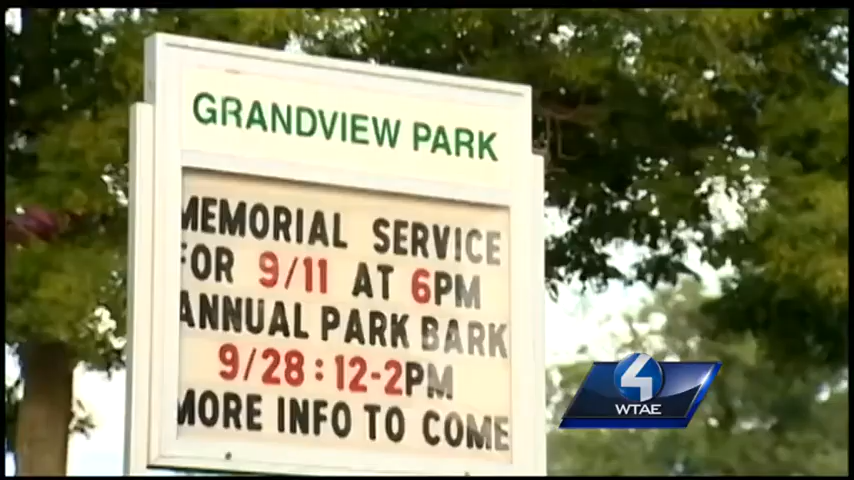 GRANDVIEW PARK
MEMORIAL SERVICE
FOR 9/11 AT 6PM
ANNUAL PARK BARK
9/28:12-2PM
MORE INFO TO COME
4
WTAE